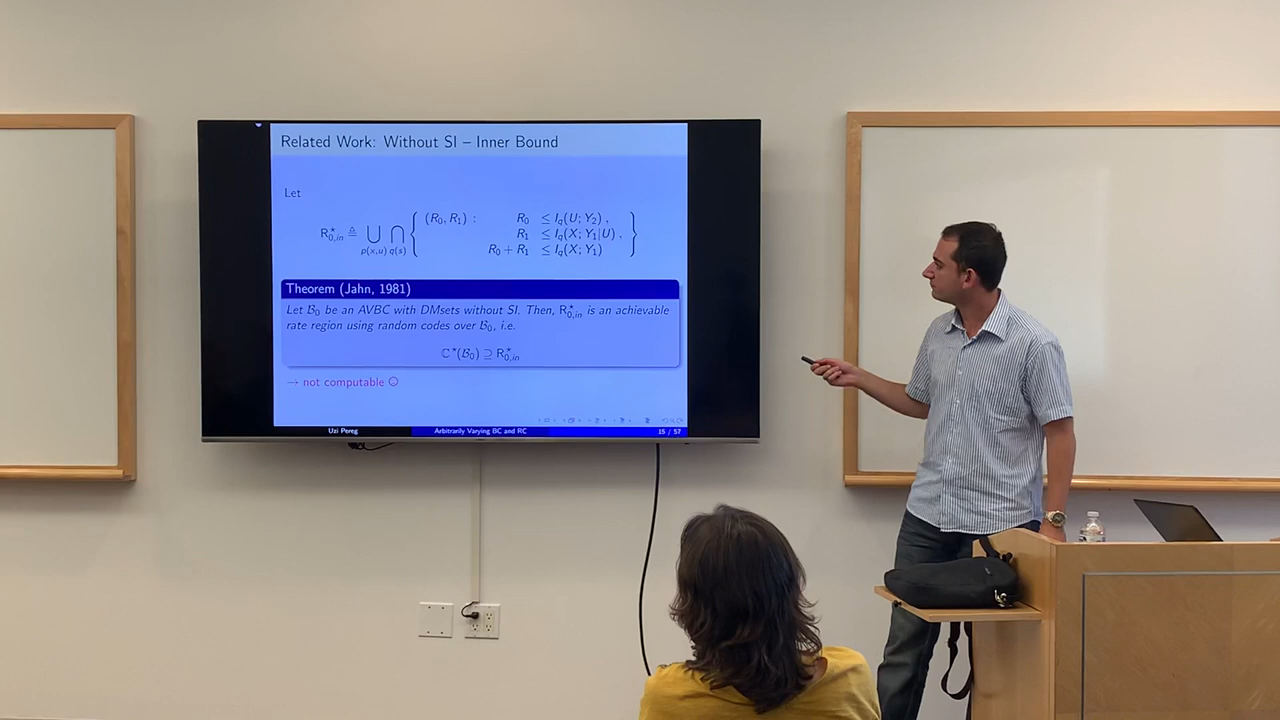 Related Work: Without SI – Inner Bound
Let
R⋆0,in ≜ ⋃p(x,u) ⋂q(s) { (R0, R1) : R0 ≤ Iq(U; Y2) ,
R1 ≤ Iq(X; Y1|U) ,
R0 + R1 ≤ Iq(X; Y1) }
Theorem (Jahn, 1981)
Let B0 be an AVBC with DMsets without SI. Then, R⋆0,in is an achievable
rate region using random codes over B0, i.e.
ℂ⋆(B0) ⊇ R⋆0,in
→ not computable ☹
Uzi Pereg Arbitrarily Varying BC and RC 15 / 57